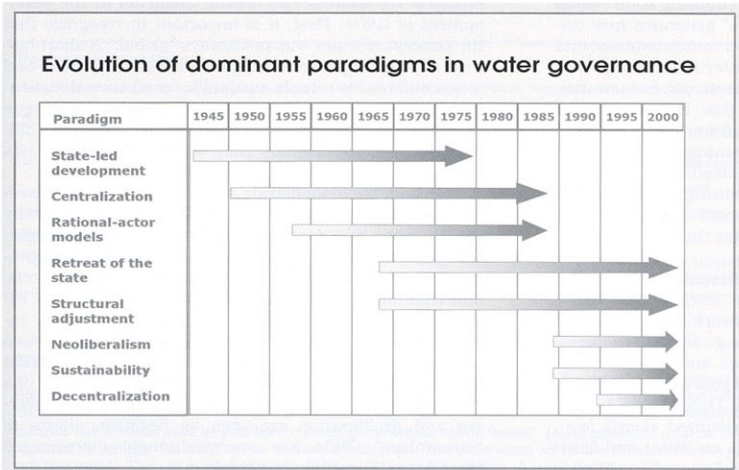 Evolution of dominant paradigms in water governance
Paradigm 1945 1950 1955 1960 1965 1970 1975 1980 1985 1990 1995 2000
State-led
development
Centralization
Rational-actor
models
Retreat of the
state
Structural
adjustment
Neoliberalism
Sustainability
Decentralization